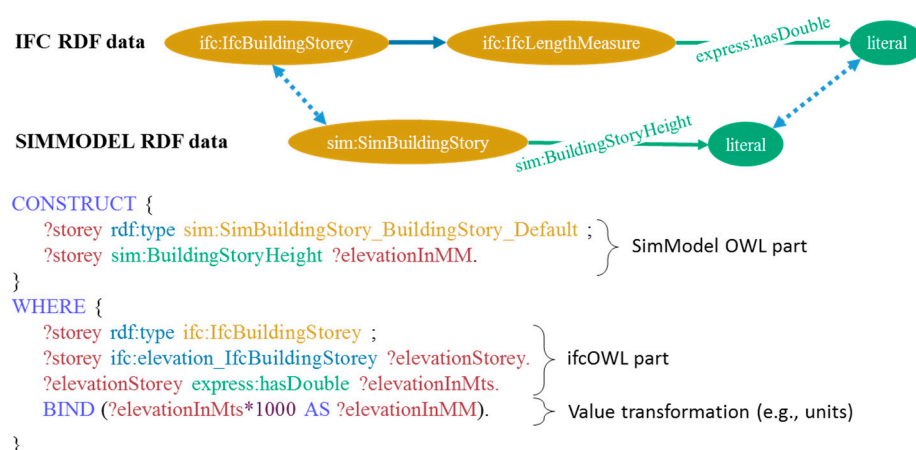 IFC RDF data
ifc:IfcBuildingStorey
ifc:IfcLengthMeasure
express:hasDouble
literal
SIMMODEL RDF data
sim:SimBuildingStory
sim:BuildingStoryHeight
literal
CONSTRUCT {
?storey rdf:type sim:SimBuildingStory_BuildingStory_Default ;
?storey sim:BuildingStoryHeight ?elevationInMM.
SimModel OWL part
}
WHERE {
?storey rdf:type ifc:IfcBuildingStorey ;
?storey ifc:elevation_IfcBuildingStorey ?elevationStorey.
?elevationStorey express:hasDouble ?elevationInMts.
ifcOWL part
BIND (?elevationInMts*1000 AS ?elevationInMM).
Value transformation (e.g., units)
}